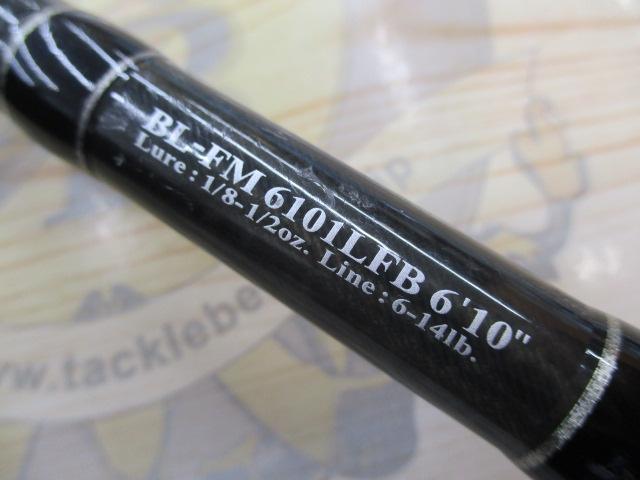 BL-FM 6101LFB 6'10"
Lure : 1/8-1/2oz. Line : 6-14lb.
www.tacklebe